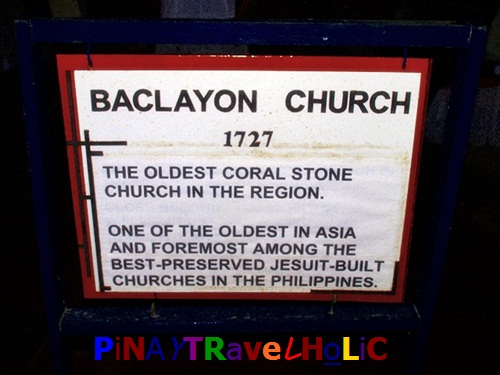 BACLAYON CHURCH
1727
THE OLDEST CORAL STONE
CHURCH IN THE REGION.
ONE OF THE OLDEST IN ASIA
AND FOREMOST AMONG THE
BEST-PRESERVED JESUIT-BUILT
CHURCHES IN THE PHILIPPINES.
PiNAYTRaveLHoLiC